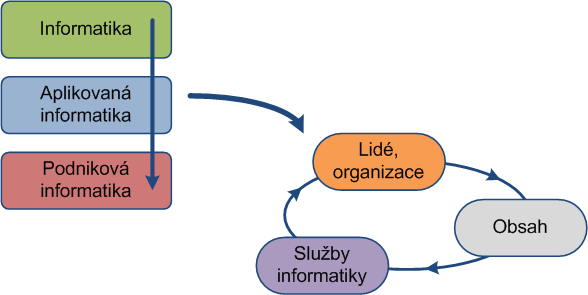 Informatika
Aplikovaná
informatika
Podniková
informatika
Lidé,
organizace
Obsah
Služby
informatiky